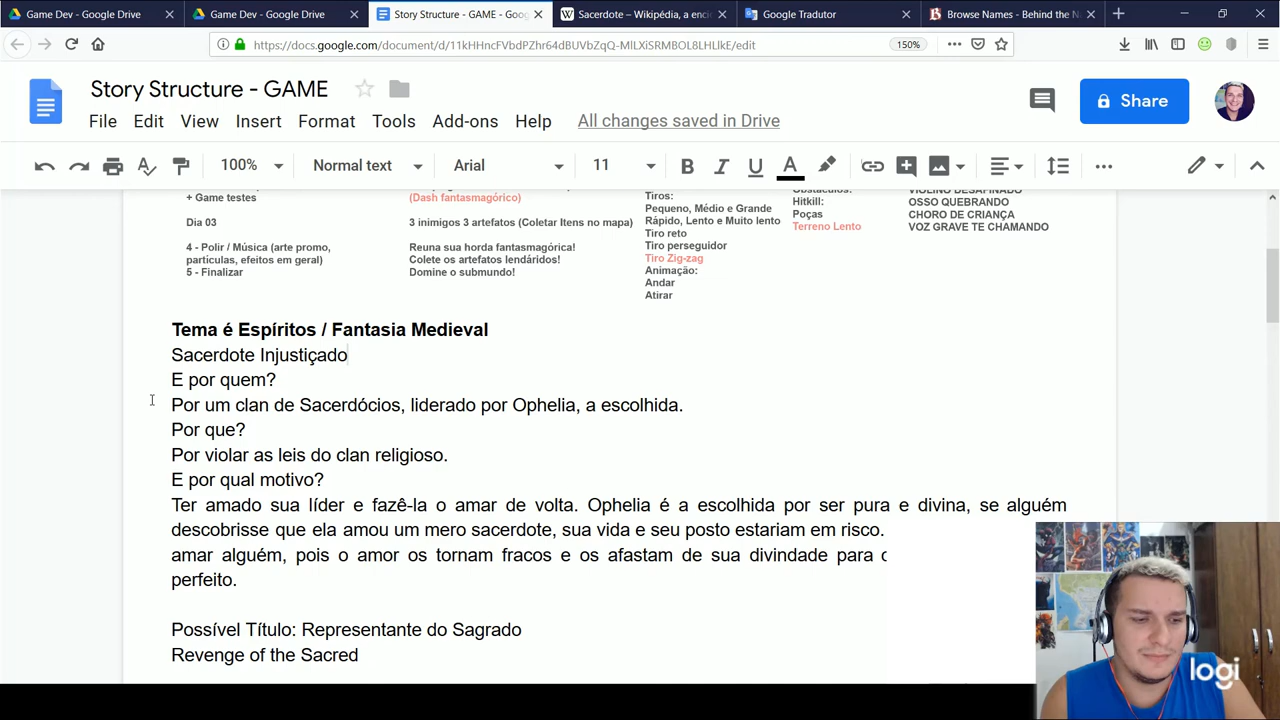 Game Dev - Google Drive
Game Dev - Google Drive
Story Structure - GAME - Goog
Sacerdote – Wikipédia, a enci
Google Tradutor
Browse Names - Behind the N
https://docs.google.com/document/d/
150%
Story Structure - GAME
Share
File Edit View Insert Format Tools Add-ons Help All changes saved in Drive
100% Normal text Arial 11
+ Game testes
Dia 03
4 - Polir / Música (arte promo,
partículas, efeitos em geral)
5 - Finalizar
(Dash fantasmagórico)
3 inimigos 3 artefatos (Coletar Itens no mapa)
Reuna sua horda fantasmagórica!
Colete os artefatos lendários!
Domine o submundo!
Tiros:
Pequeno, Médio e Grande
Rápido, Lento e Muito lento
Tiro reto
Tiro perseguidor
Tiro Zig-zag
Animação:
Andar
Atirar
Obstáculos:
Hitkill:
Poças
Terreno Lento
VIOLINO DESAFINADO
OSSO QUEBRANDO
CHORO DE CRIANÇA
VOZ GRAVE TE CHAMANDO
Tema é Espíritos / Fantasia Medieval
Sacerdote Injustiçado
E por quem?
Por um clan de Sacerdócios, liderado por Ophelia, a escolhida.
Por que?
Por violar as leis do clan religioso.
E por qual motivo?
Ter amado sua líder e fazê-la o amar de volta. Ophelia é a escolhida por ser pura e divina, se alguém
descobrisse que ela amou um mero sacerdote, sua vida e seu posto estariam em risco.
amar alguém, pois o amor os tornam fracos e os afastam de sua divindade para
perfeito.
Possível Título: Representante do Sagrado
Revenge of the Sacred
logi